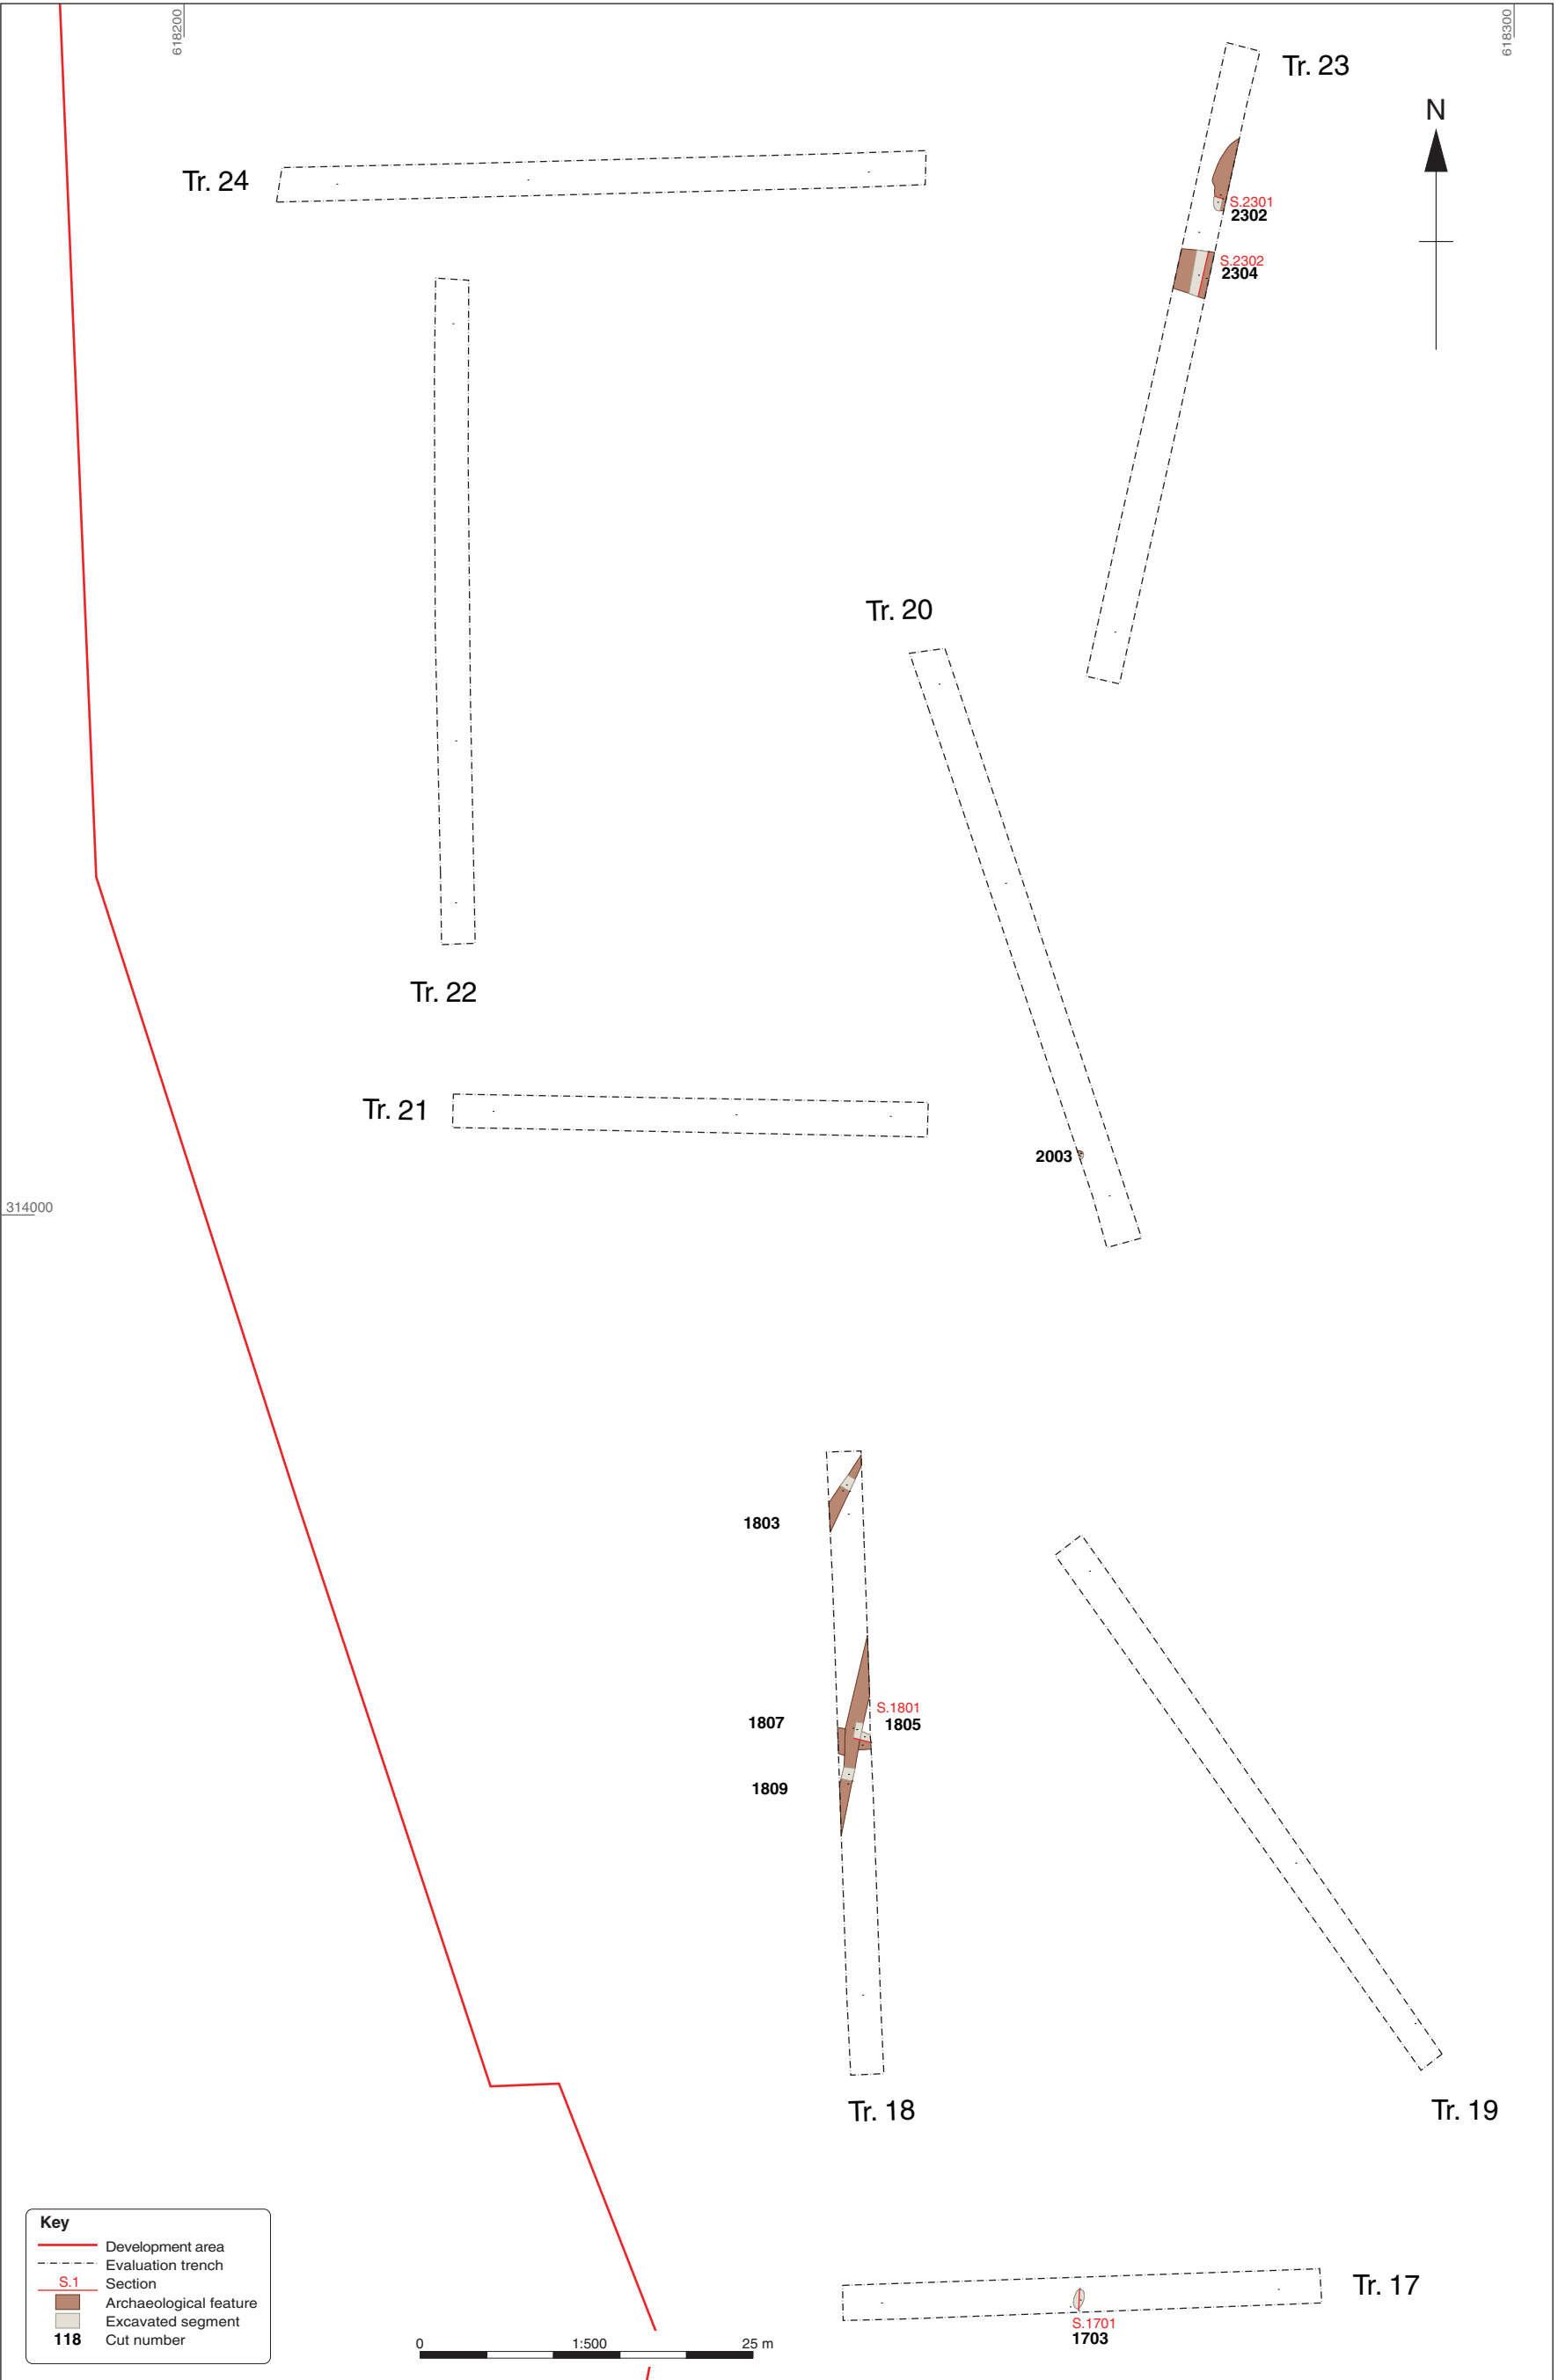 618200
618300
Tr. 23
N
Tr. 24
S.2301
2302
S.2302
2304
Tr. 20
Tr. 22
Tr. 21
2003
314000
1803
S.1801
1807
1805
1809
Tr. 18
Tr. 19
Key
Development area
Evaluation trench
S.1 Section
Archaeological feature
Excavated segment
118 Cut number
Tr. 17
S.1701
1703
0 1:500 25 m